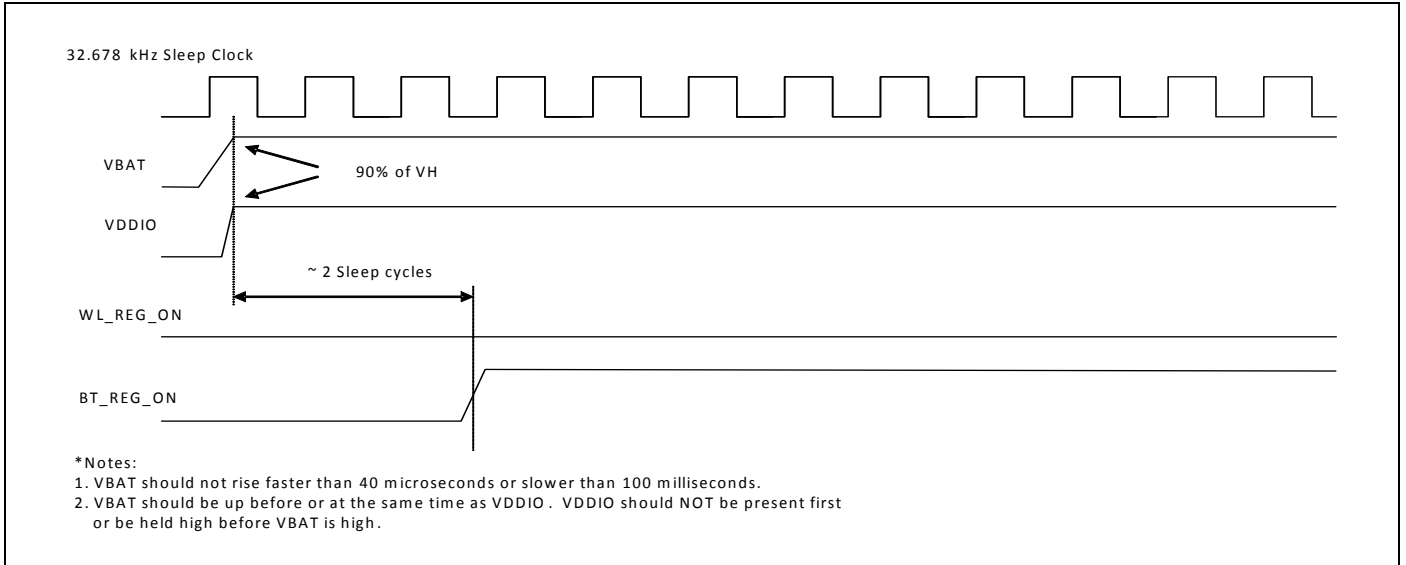 32.678 kHz Sleep Clock
VBAT
90% of VH
VDDIO
~ 2 Sleep cycles
WL_REG_ON
BT_REG_ON
*Notes:
1. VBAT should not rise faster than 40 microseconds or slower than 100 milliseconds.
2. VBAT should be up before or at the same time as VDDIO. VDDIO should NOT be present first
or be held high before VBAT is high.